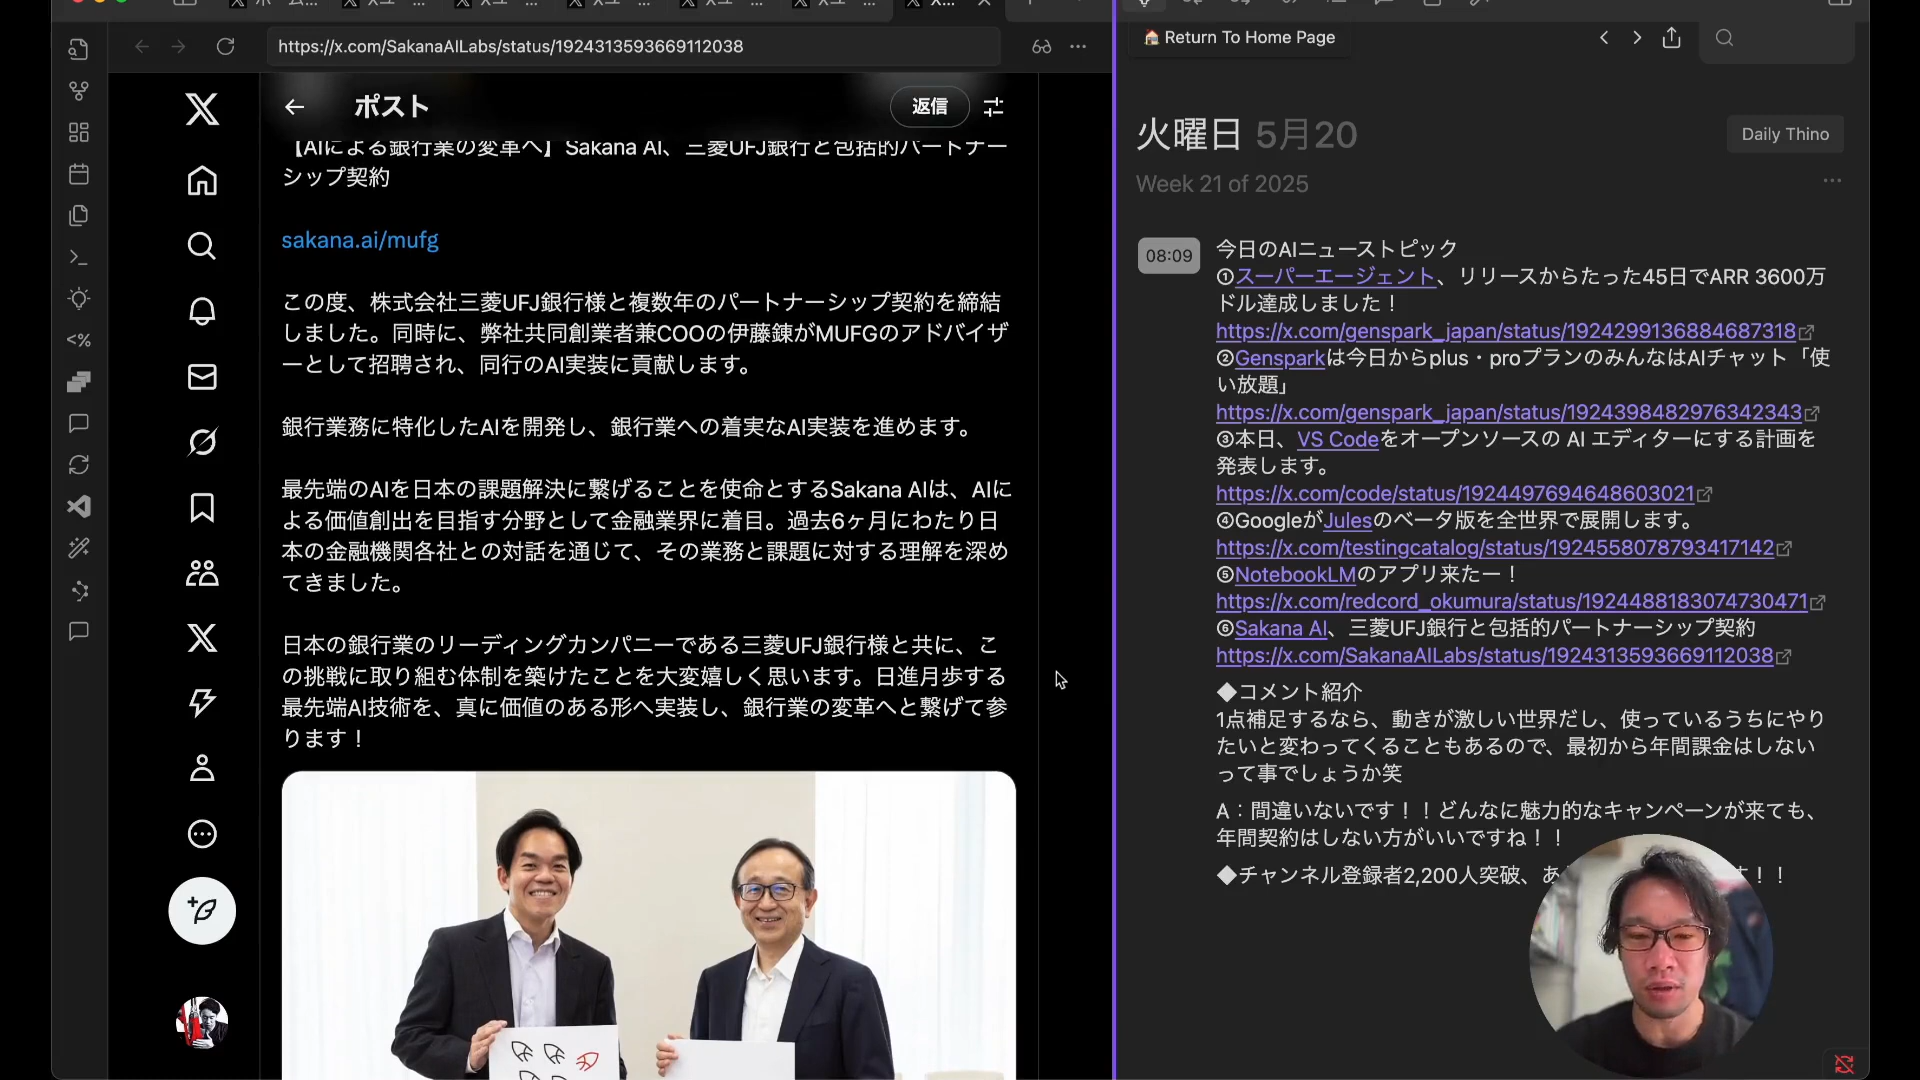 https://x.com/SakanaAILabs/status/1924313593669112038
ポスト
返信
【AIによる銀行業の変革へ】Sakana AI、三菱UFJ銀行と包括的パートナー
シップ契約
sakana.ai/mufg
この度、株式会社三菱UFJ銀行様と複数年のパートナーシップ契約を締結
しました。同時に、弊社共同創業者兼COOの伊藤錬がMUFGのアドバイザ
ーとして招聘され、同行のAI実装に貢献します。
銀行業務に特化したAIを開発し、銀行業への着実なAI実装を進めます。
最先端のAIを日本の課題解決に繋げることを使命とするSakana AIは、AIに
よる価値創出を目指す分野として金融業界に着目。過去6ヶ月にわたり日
本の金融機関各社との対話を通じて、その業務と課題に対する理解を深め
てきました。
日本の銀行業のリーディングカンパニーである三菱UFJ銀行様と共に、こ
の挑戦に取り組む体制を築けたことを大変嬉しく思います。日進月歩する
最先端AI技術を、真に価値のある形へ実装し、銀行業の変革へと繋げて参
ります！
Return To Home Page
火曜日 5月20
Daily Thino
Week 21 of 2025
08:09
今日のAIニューストピック
①スーパーエージェント、リリースからたった45日でARR 3600万
ドル達成しました！
https://x.com/genspark_japan/status/1924299136884687318
②Gensparkは今日からplus・proプランのみんなはAIチャット「使
い放題」
https://x.com/genspark_japan/status/1924398482976342343
③本日、VS Codeをオープンソースの AI エディターにする計画を
発表します。
https://x.com/code/status/1924497694648603021
④GoogleがJulesのベータ版を全世界で展開します。
https://x.com/testingcatalog/status/1924558078793417142
⑤NotebookLMのアプリ来たー！
https://x.com/redcord_okumura/status/1924488183074730471
⑥Sakana AI、三菱UFJ銀行と包括的パートナーシップ契約
https://x.com/SakanaAILabs/status/1924313593669112038
◆コメント紹介
1点補足するなら、動きが激しい世界だし、使っているうちにやり
たいと変わってくることもあるので、最初から年間課金はしない
って事でしょうか笑
A：間違いないです！！どんなに魅力的なキャンペーンが来ても、
年間契約はしない方がいいですね！！
◆チャンネル登録者2,200人突破、あ
！！